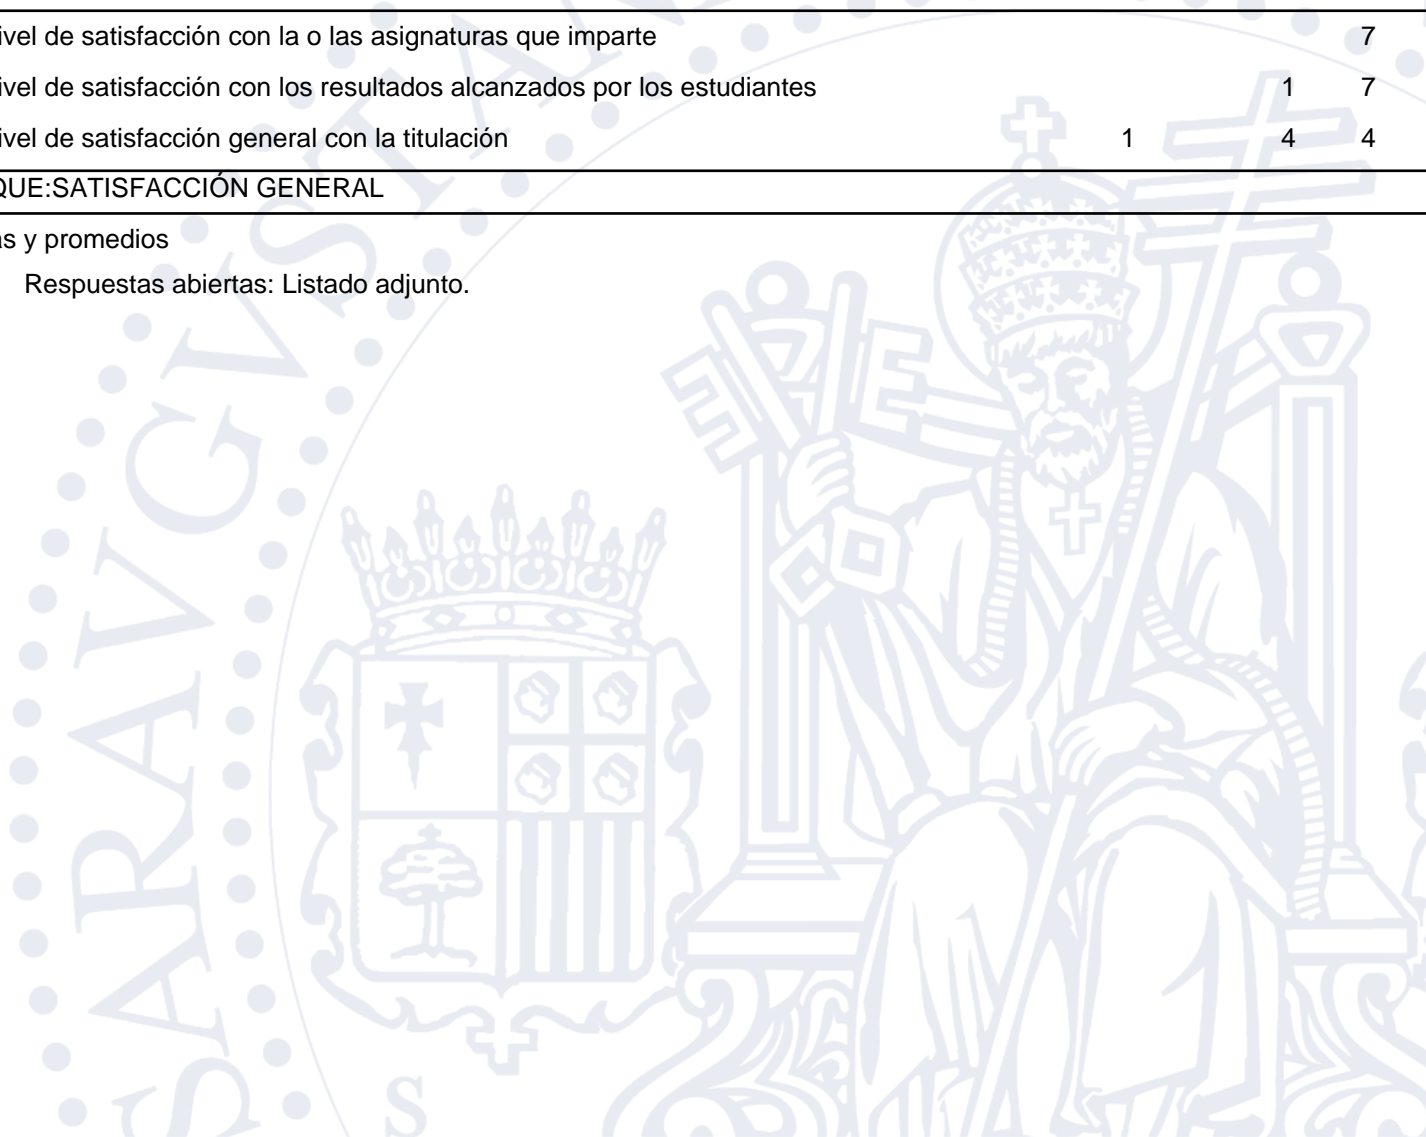 ivel de satisfacción con la o las asignaturas que imparte 7
ivel de satisfacción con los resultados alcanzados por los estudiantes 1 7
ivel de satisfacción general con la titulación 1 4 4
QUE:SATISFACCIÓN GENERAL
as y promedios
Respuestas abiertas: Listado adjunto.
SARAVGVSTAN
S